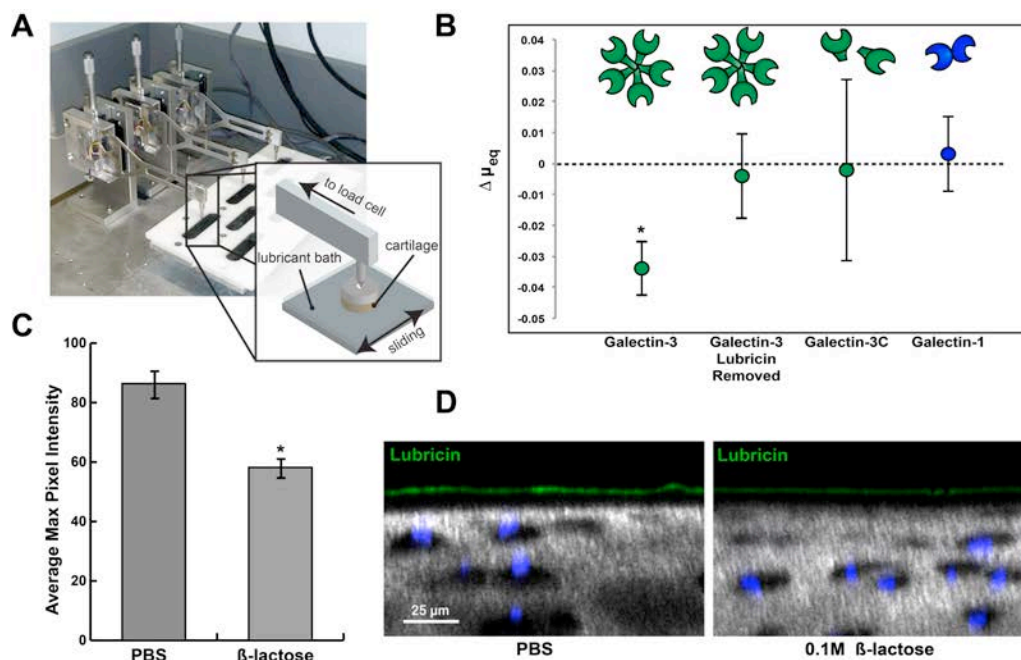 A
to load cell
cartilage
lubricant bath
sliding
B
0.04
0.03
0.02
0.01
0
-0.01
-0.02
-0.03
-0.04
-0.05
Δ μeq
*
Galectin-3
Galectin-3
Lubricin
Removed
Galectin-3C
Galectin-1
C
100
80
60
40
20
0
Average Max Pixel Intensity
*
PBS
ß-lactose
D
Lubricin
25 µm
PBS
Lubricin
0.1M ß-lactose